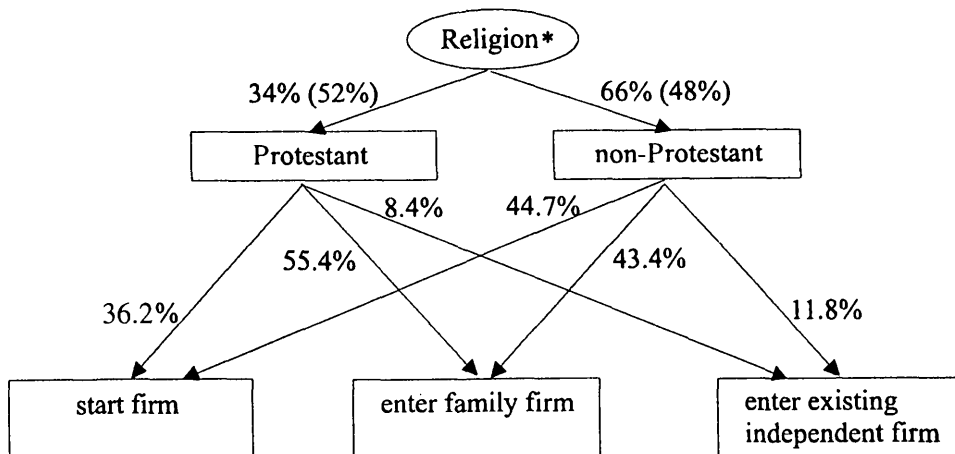 Religion*
34% (52%)
66% (48%)
Protestant
non-Protestant
8.4%
44.7%
55.4%
43.4%
36.2%
11.8%
start firm
enter family firm
enter existing
independent firm